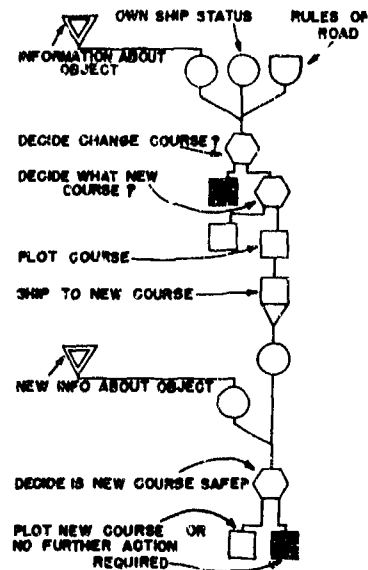 OWN SHIP STATUS
RULES OF
ROAD
INFORMATION ABOUT
OBJECT
DECIDE CHANGE COURSE?
DECIDE WHAT NEW
COURSE?
PLOT COURSE
SHIP TO NEW COURSE
NEW INFO ABOUT OBJECT
DECIDE IS NEW COURSE SAFE?
PLOT NEW COURSE OR
NO FURTHER ACTION
REQUIRED